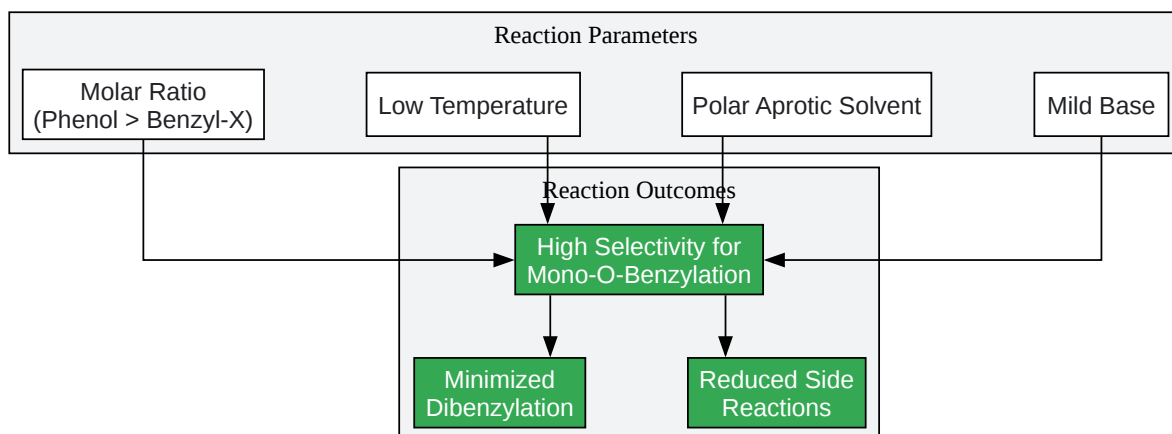 Reaction Parameters
Molar Ratio
(Phenol > Benzyl-X)
Low Temperature
Polar Aprotic Solvent
Mild Base
Reaction Outcomes
High Selectivity for
Mono-O-Benzylation
Minimized
Dibenzylation
Reduced Side
Reactions